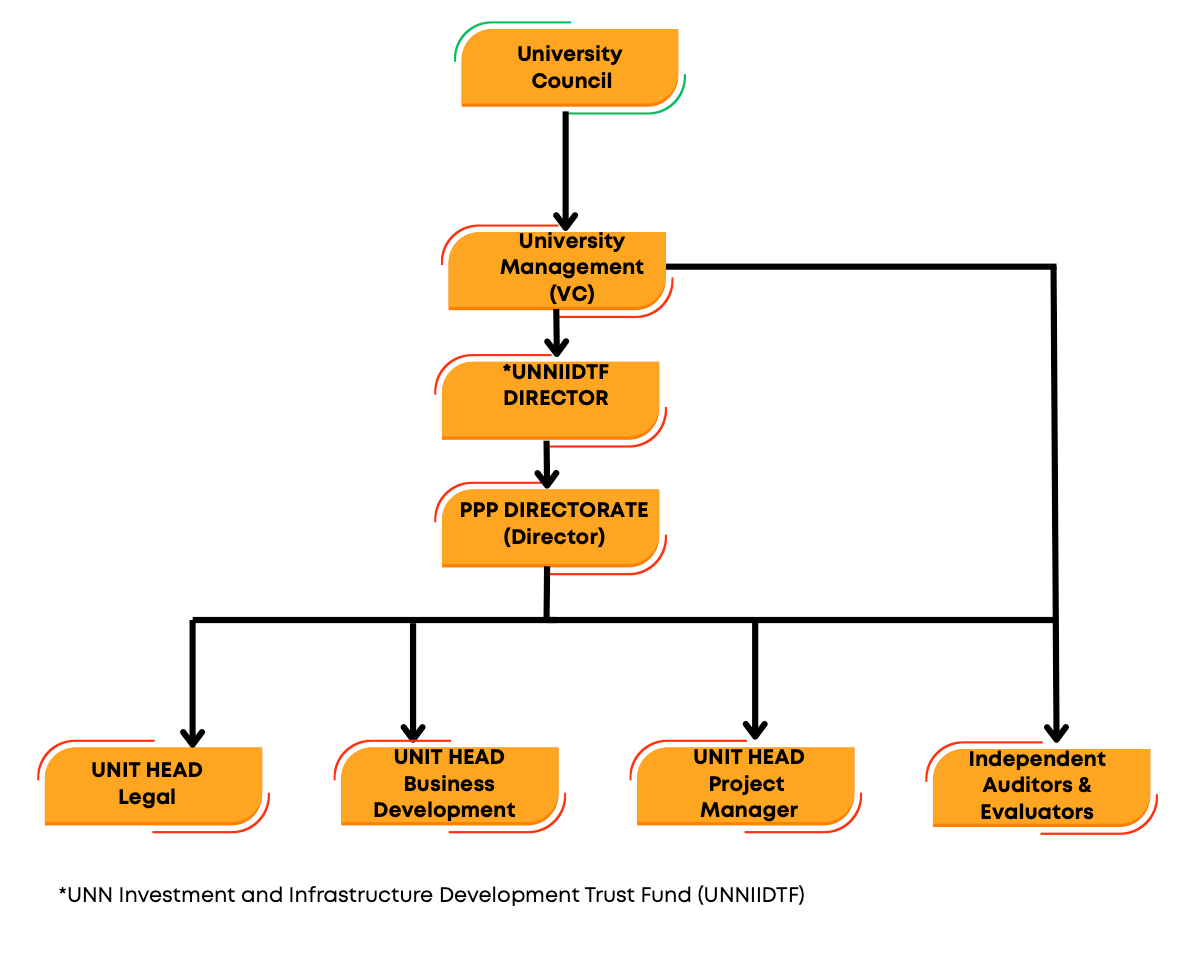 University
Council
University
Management
(VC)
*UNNIIDTF
DIRECTOR
PPP DIRECTORATE
(Director)
UNIT HEAD
Legal
UNIT HEAD
Business
Development
UNIT HEAD
Project
Manager
Independent
Auditors &
Evaluators
*UNN Investment and Infrastructure Development Trust Fund (UNNIIDTF)